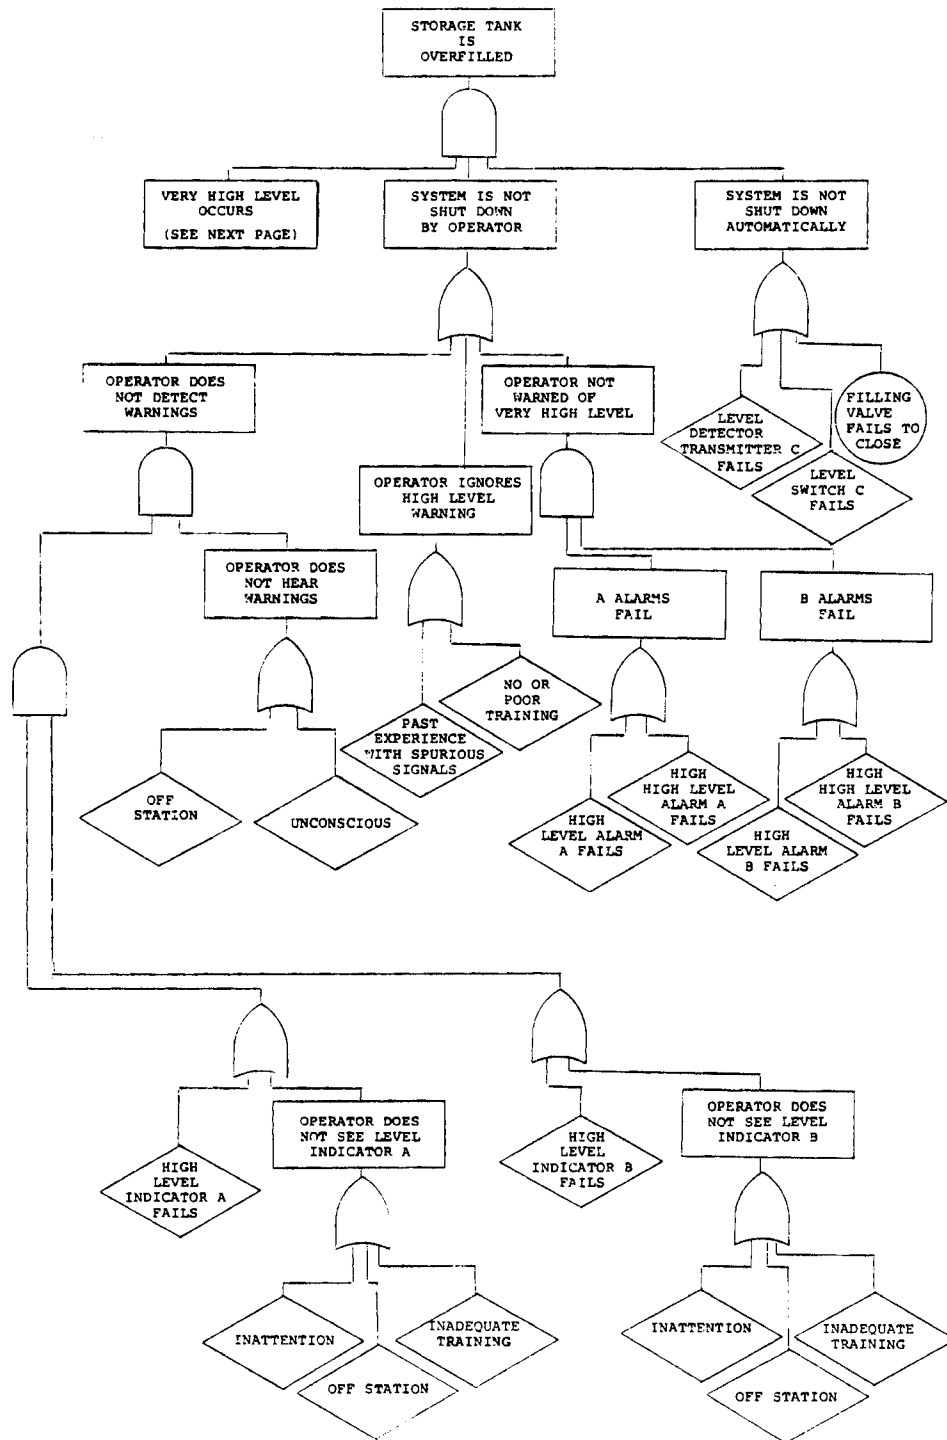 STORAGE TANK
IS
OVERFILLED
VERY HIGH LEVEL
OCCURS
(SEE NEXT PAGE)
SYSTEM IS NOT
SHUT DOWN
BY OPERATOR
SYSTEM IS NOT
SHUT DOWN
AUTOMATICALLY
OPERATOR DOES
NOT DETECT
WARNINGS
OPERATOR NOT
WARNED OF
VERY HIGH LEVEL
LEVEL
DETECTOR
TRANSMITTER C
FAILS
FILLING
VALVE
FAILS TO
CLOSE
LEVEL
SWITCH C
FAILS
OPERATOR IGNORES
HIGH LEVEL
WARNING
OPERATOR DOES
NOT HEAR
WARNINGS
A ALARMS
FAIL
B ALARMS
FAIL
NO OR
POOR
TRAINING
PAST
EXPERIENCE
WITH SPURIOUS
SIGNALS
OFF
STATION
UNCONSCIOUS
HIGH
LEVEL ALARM
A FAILS
HIGH
HIGH LEVEL
ALARM A
FAILS
HIGH
LEVEL ALARM
B FAILS
HIGH
HIGH LEVEL
ALARM B
FAILS
HIGH
LEVEL
INDICATOR A
FAILS
OPERATOR DOES
NOT SEE LEVEL
INDICATOR A
HIGH
LEVEL
INDICATOR B
FAILS
OPERATOR DOES
NOT SEE LEVEL
INDICATOR B
INATTENTION
OFF STATION
INADEQUATE
TRAINING
INATTENTION
OFF STATION
INADEQUATE
TRAINING